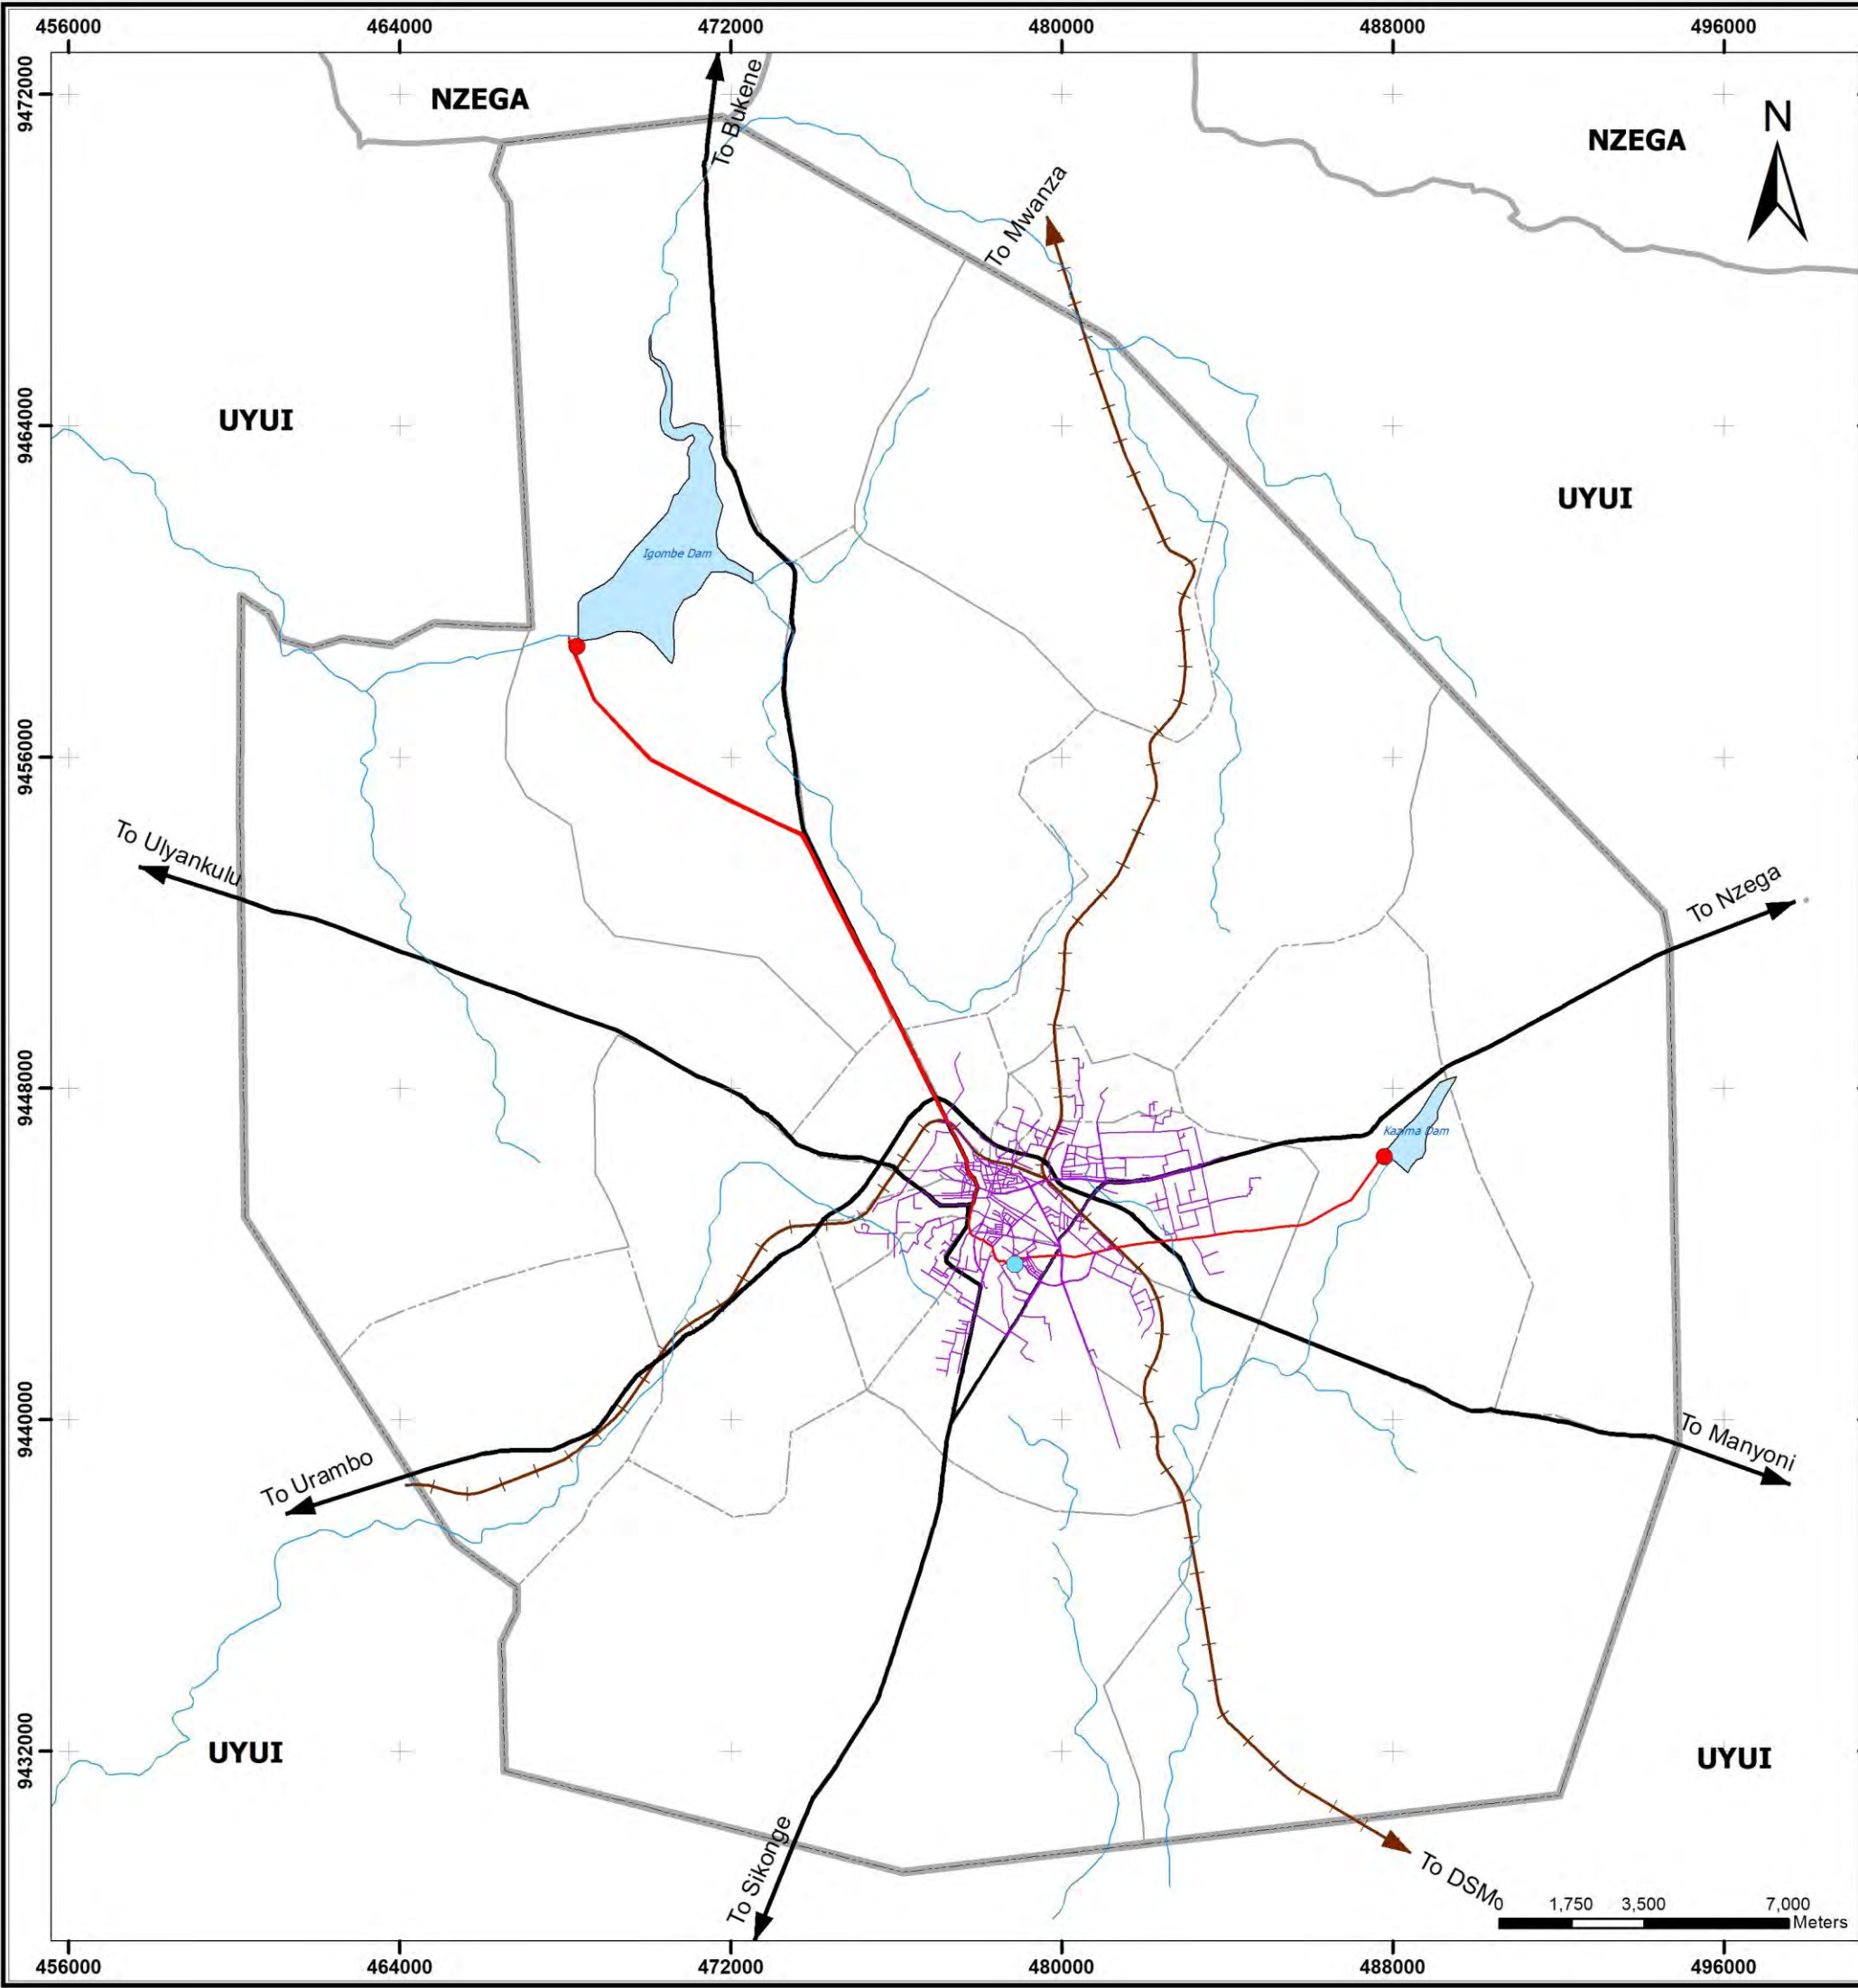 456000 464000 472000 480000 488000 496000
9472000
NZEGA
To Bukene
NZEGA
N
To Mwanza
UYUI
9464000
UYUI
Igombe Dam
9456000
To Ulyankulu
To Nzega
9448000
Kazima Dam
9440000
To Urambo
To Manyoni
9432000
UYUI
UYUI
To Sikonge
To DSM
0 1,750 3,500 7,000
Meters
456000 464000 472000 480000 488000 496000